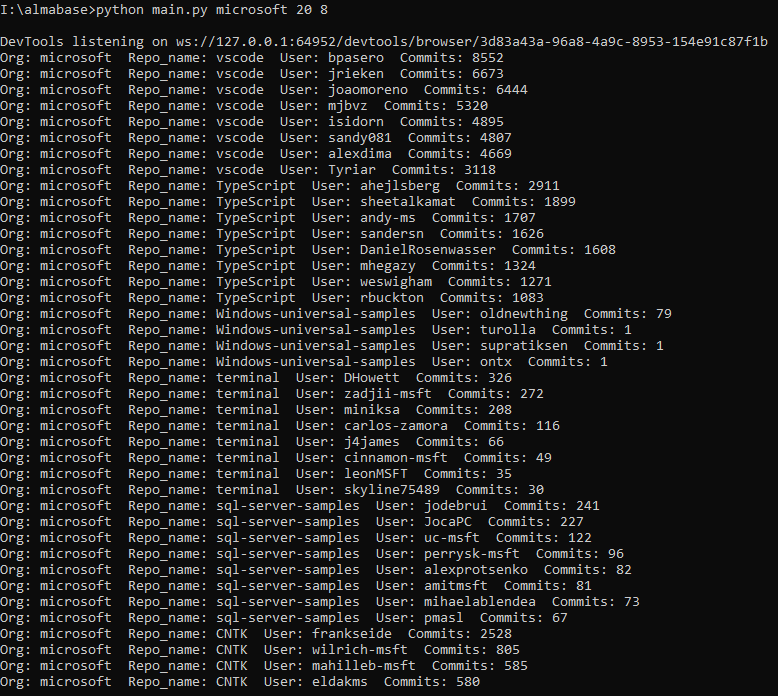 I:\almabase>python main.py microsoft 20 8
DevTools listening on ws://127.0.0.1:64952/devtools/browser/3d83a43a-96a8-4a9c-8953-154e91c87f1b
Org: microsoft  Repo_name: vscode  User: bpasero  Commits: 8552
Org: microsoft  Repo_name: vscode  User: jrieken  Commits: 6673
Org: microsoft  Repo_name: vscode  User: joaomoreno  Commits: 6444
Org: microsoft  Repo_name: vscode  User: mjbvz  Commits: 5320
Org: microsoft  Repo_name: vscode  User: isidorn  Commits: 4895
Org: microsoft  Repo_name: vscode  User: sandy081  Commits: 4807
Org: microsoft  Repo_name: vscode  User: alexdima  Commits: 4669
Org: microsoft  Repo_name: vscode  User: Tyriar  Commits: 3118
Org: microsoft  Repo_name: TypeScript  User: ahejlsberg  Commits: 2911
Org: microsoft  Repo_name: TypeScript  User: sheetalkamat  Commits: 1899
Org: microsoft  Repo_name: TypeScript  User: andy-ms  Commits: 1707
Org: microsoft  Repo_name: TypeScript  User: sandersn  Commits: 1626
Org: microsoft  Repo_name: TypeScript  User: DanielRosenwasser  Commits: 1608
Org: microsoft  Repo_name: TypeScript  User: mhegazy  Commits: 1324
Org: microsoft  Repo_name: TypeScript  User: weswigham  Commits: 1271
Org: microsoft  Repo_name: TypeScript  User: rbuckton  Commits: 1083
Org: microsoft  Repo_name: Windows-universal-samples  User: oldnewthing  Commits: 79
Org: microsoft  Repo_name: Windows-universal-samples  User: turolla  Commits: 1
Org: microsoft  Repo_name: Windows-universal-samples  User: supratiksen  Commits: 1
Org: microsoft  Repo_name: Windows-universal-samples  User: ontx  Commits: 1
Org: microsoft  Repo_name: terminal  User: DHowett  Commits: 326
Org: microsoft  Repo_name: terminal  User: zadjii-msft  Commits: 272
Org: microsoft  Repo_name: terminal  User: miniksa  Commits: 208
Org: microsoft  Repo_name: terminal  User: carlos-zamora  Commits: 116
Org: microsoft  Repo_name: terminal  User: j4james  Commits: 66
Org: microsoft  Repo_name: terminal  User: cinnamon-msft  Commits: 49
Org: microsoft  Repo_name: terminal  User: leonMSFT  Commits: 35
Org: microsoft  Repo_name: terminal  User: skyline75489  Commits: 30
Org: microsoft  Repo_name: sql-server-samples  User: jodebrui  Commits: 241
Org: microsoft  Repo_name: sql-server-samples  User: JocaPC  Commits: 227
Org: microsoft  Repo_name: sql-server-samples  User: uc-msft  Commits: 122
Org: microsoft  Repo_name: sql-server-samples  User: perrysk-msft  Commits: 96
Org: microsoft  Repo_name: sql-server-samples  User: alexprotsenko  Commits: 82
Org: microsoft  Repo_name: sql-server-samples  User: amitmsft  Commits: 81
Org: microsoft  Repo_name: sql-server-samples  User: mihaelablendea  Commits: 73
Org: microsoft  Repo_name: sql-server-samples  User: pmasl  Commits: 67
Org: microsoft  Repo_name: CNTK  User: frankseide  Commits: 2528
Org: microsoft  Repo_name: CNTK  User: wilrich-msft  Commits: 805
Org: microsoft  Repo_name: CNTK  User: mahilleb-msft  Commits: 585
Org: microsoft  Repo_name: CNTK  User: eldakms  Commits: 580